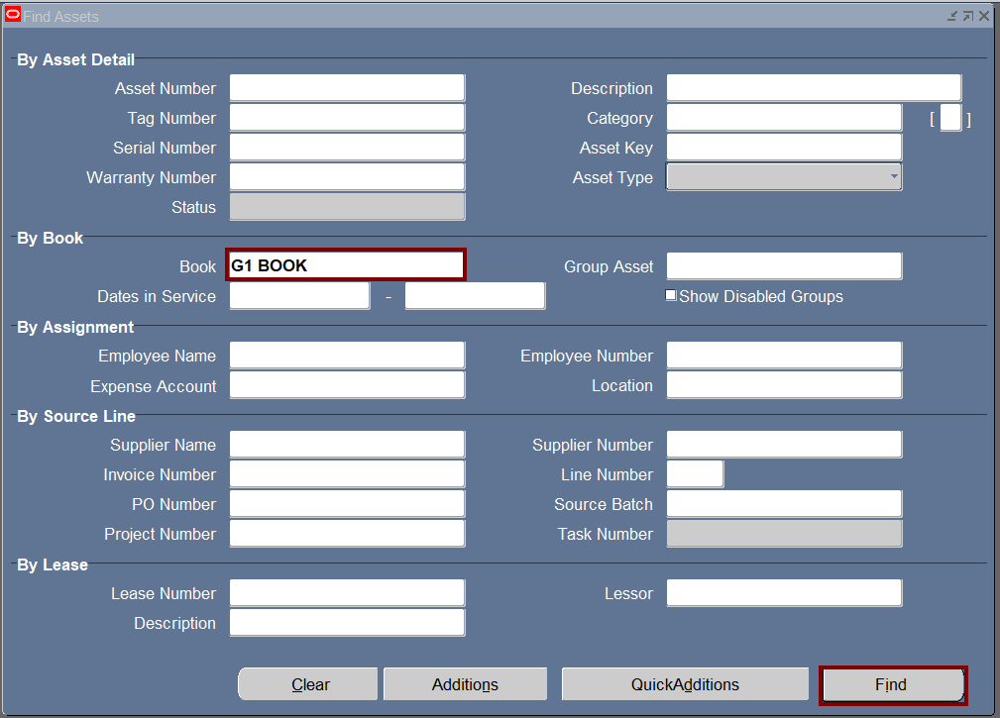 Find Assets
By Asset Detail
Asset Number Description
Tag Number Category [ ]
Serial Number Asset Key
Warranty Number Asset Type
Status
By Book
Book G1 BOOK Group Asset
Dates in Service - Show Disabled Groups
By Assignment
Employee Name Employee Number
Expense Account Location
By Source Line
Supplier Name Supplier Number
Invoice Number Line Number
PO Number Source Batch
Project Number Task Number
By Lease
Lease Number Lessor
Description
Clear Additions QuickAdditions Find